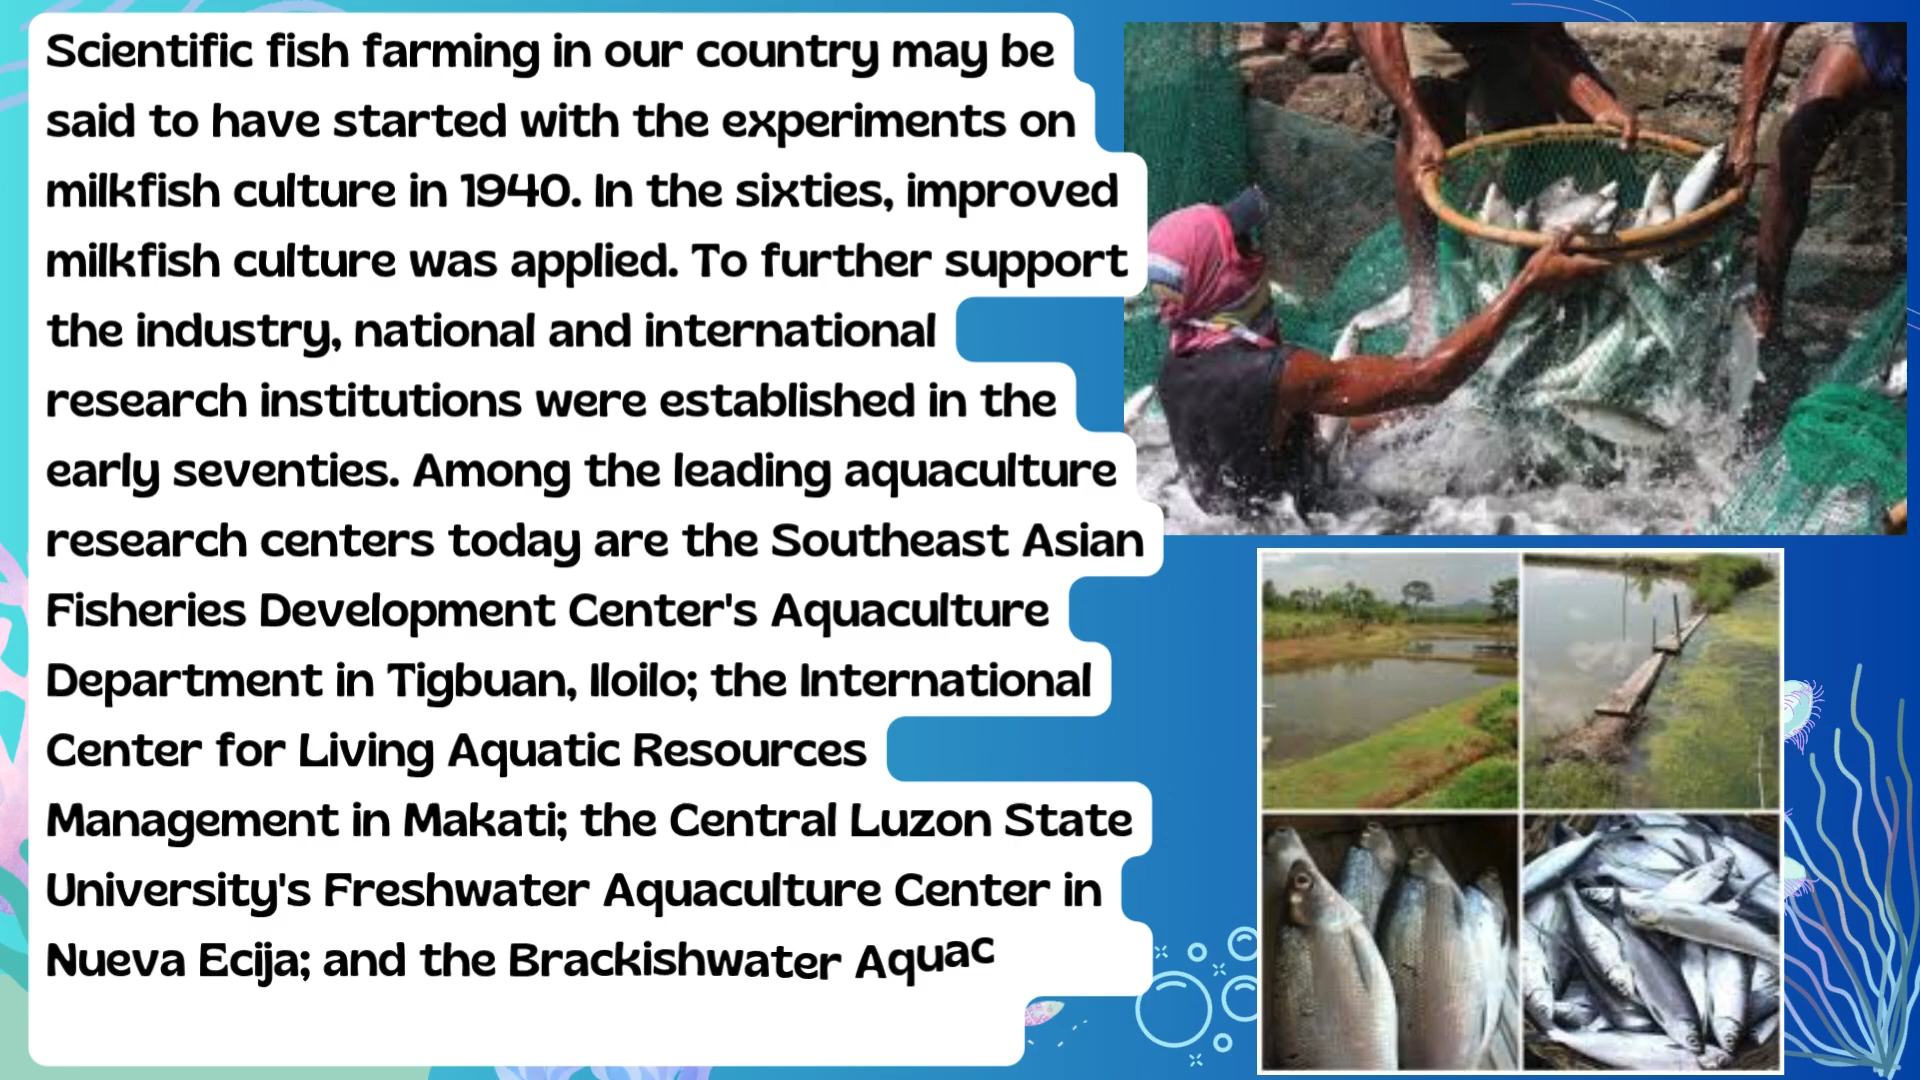 Scientific fish farming in our country may be
said to have started with the experiments on
milkfish culture in 1940. In the sixties, improved
milkfish culture was applied. To further support
the industry, national and international
research institutions were established in the
early seventies. Among the leading aquaculture
research centers today are the Southeast Asian
Fisheries Development Center's Aquaculture
Department in Tigbuan, Iloilo; the International
Center for Living Aquatic Resources
Management in Makati; the Central Luzon State
University's Freshwater Aquaculture Center in
Nueva Ecija; and the Brackishwater Aquac